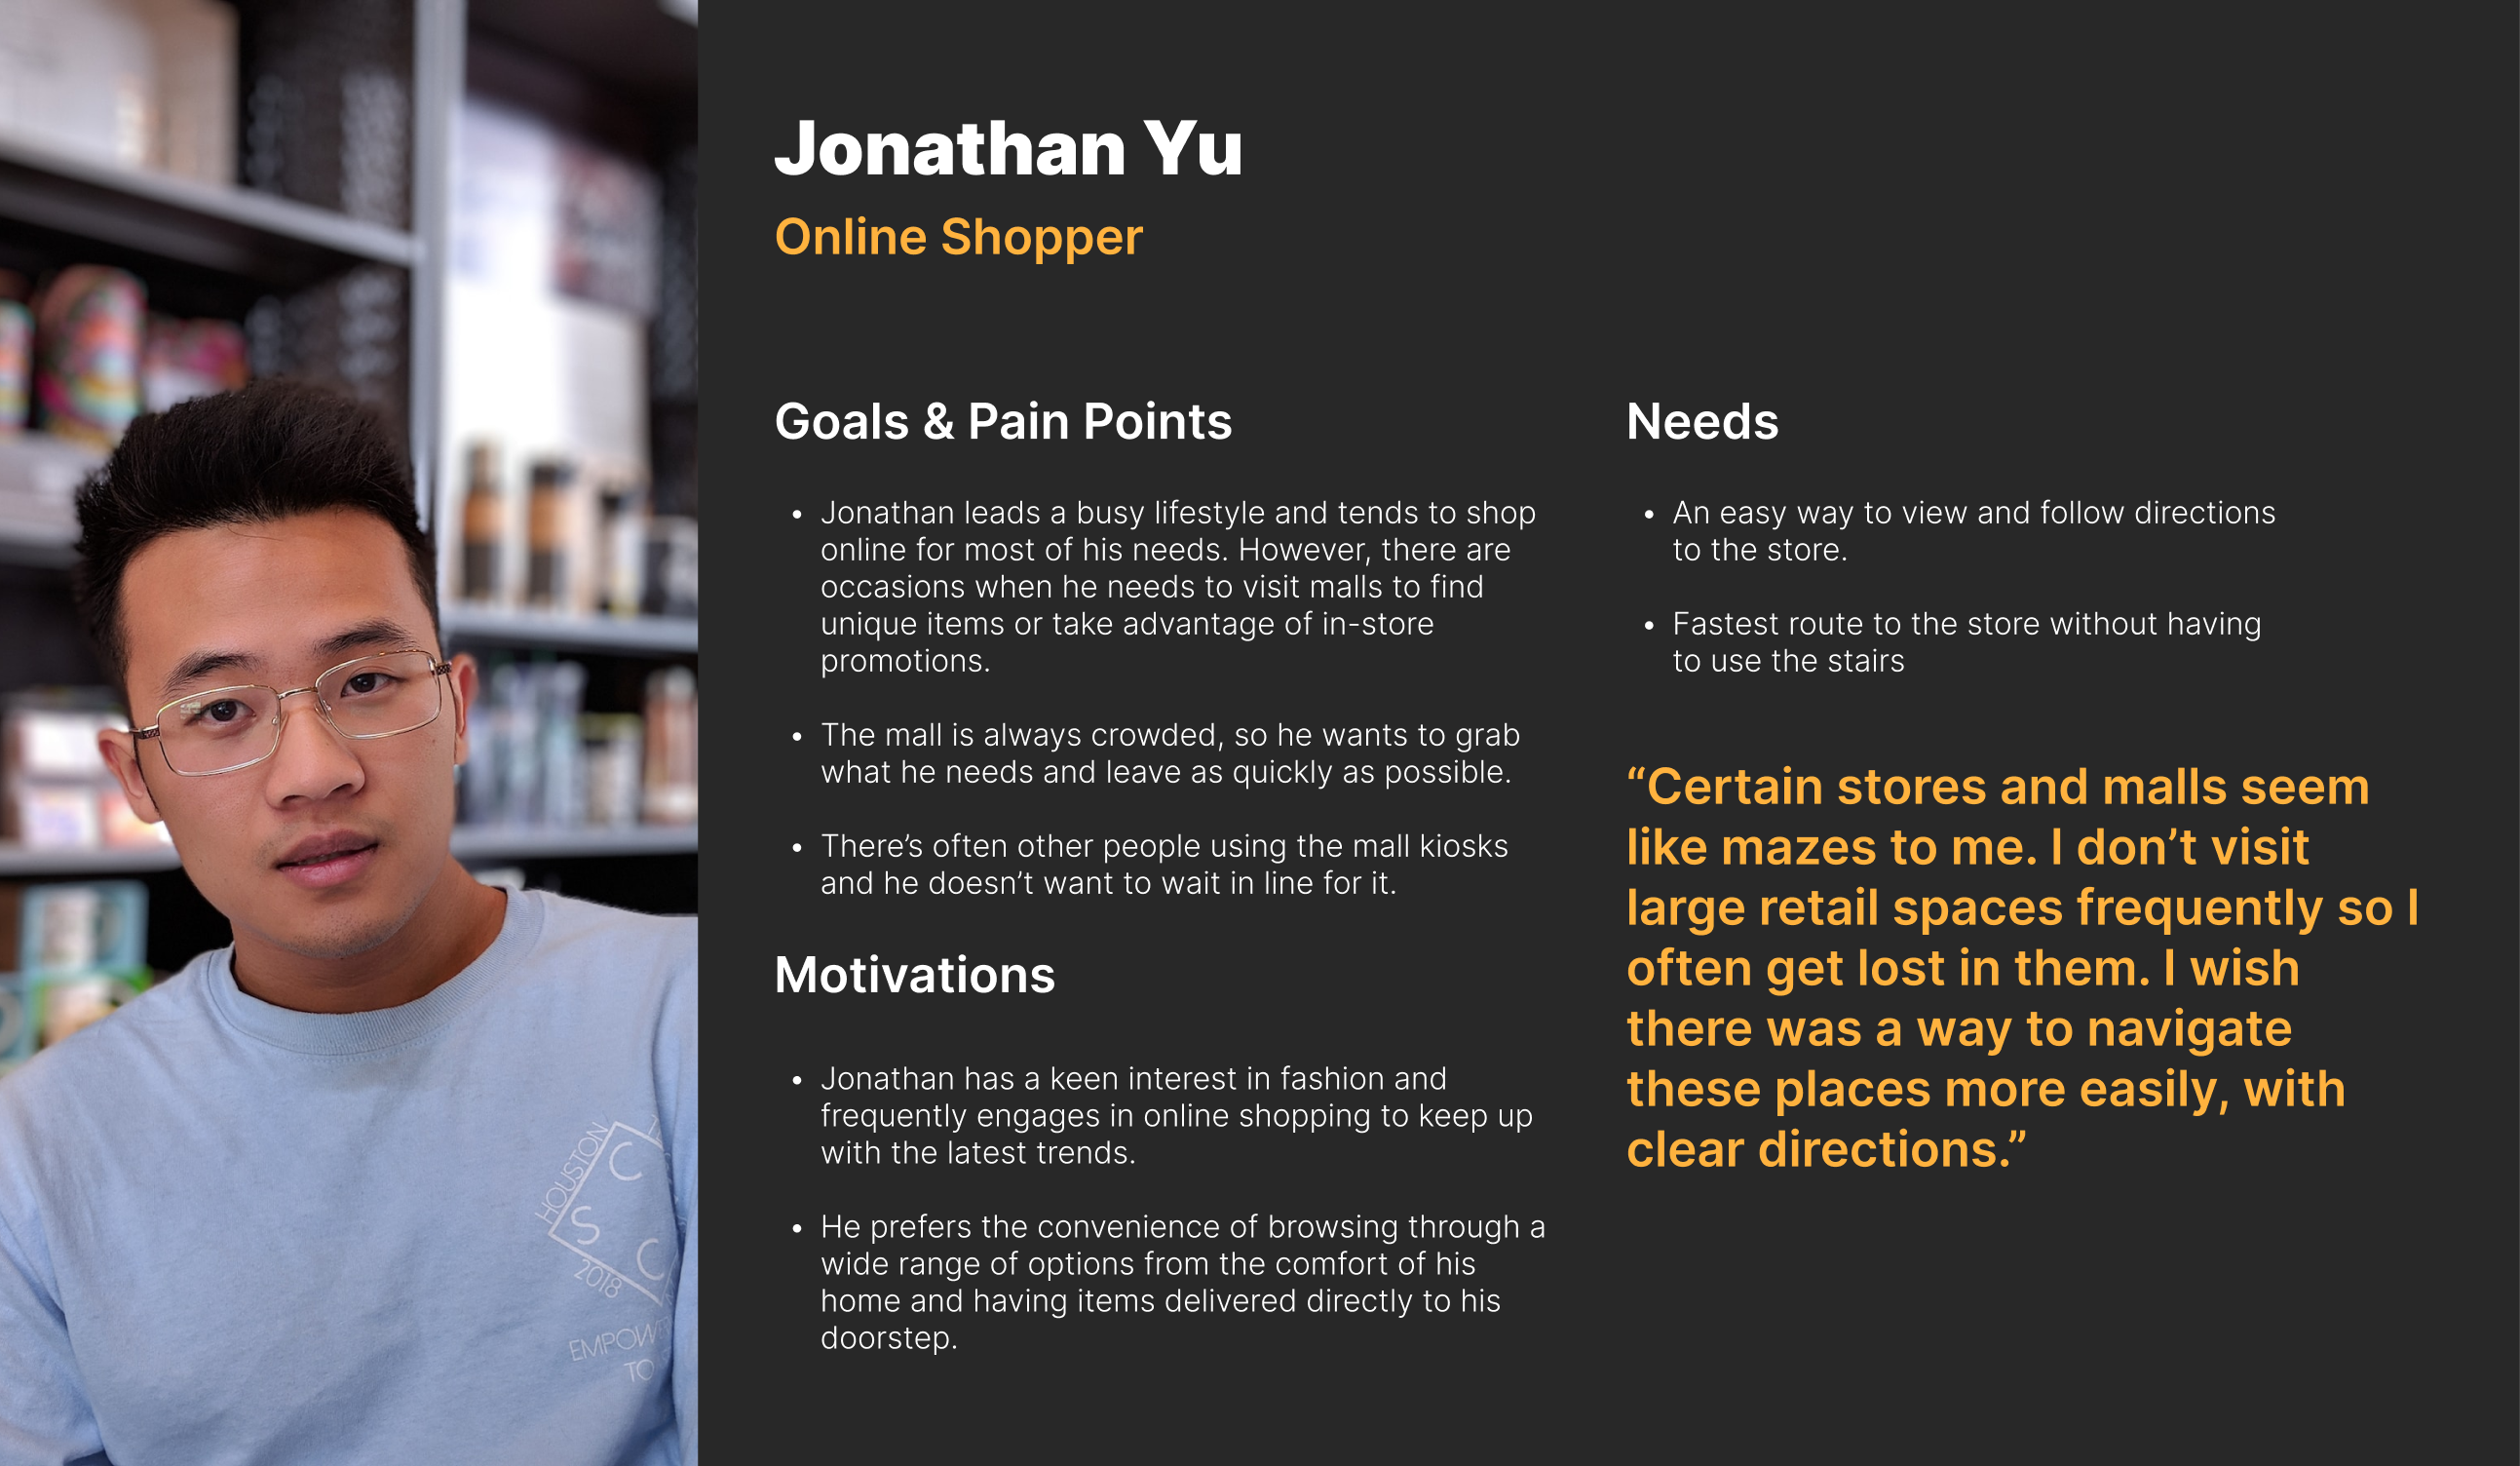 Jonathan Yu
Online Shopper
Goals & Pain Points
• Jonathan leads a busy lifestyle and tends to shop
online for most of his needs. However, there are
occasions when he needs to visit malls to find
unique items or take advantage of in-store
promotions.
• The mall is always crowded, so he wants to grab
what he needs and leave as quickly as possible.
• There’s often other people using the mall kiosks
and he doesn’t want to wait in line for it.
Motivations
• Jonathan has a keen interest in fashion and
frequently engages in online shopping to keep up
with the latest trends.
• He prefers the convenience of browsing through a
wide range of options from the comfort of his
home and having items delivered directly to his
doorstep.
Needs
• An easy way to view and follow directions
to the store.
• Fastest route to the store without having
to use the stairs
“Certain stores and malls seem
like mazes to me. I don’t visit
large retail spaces frequently so I
often get lost in them. I wish
there was a way to navigate
these places more easily, with
clear directions.”
HOUSTON
C
S
C
2018
TO